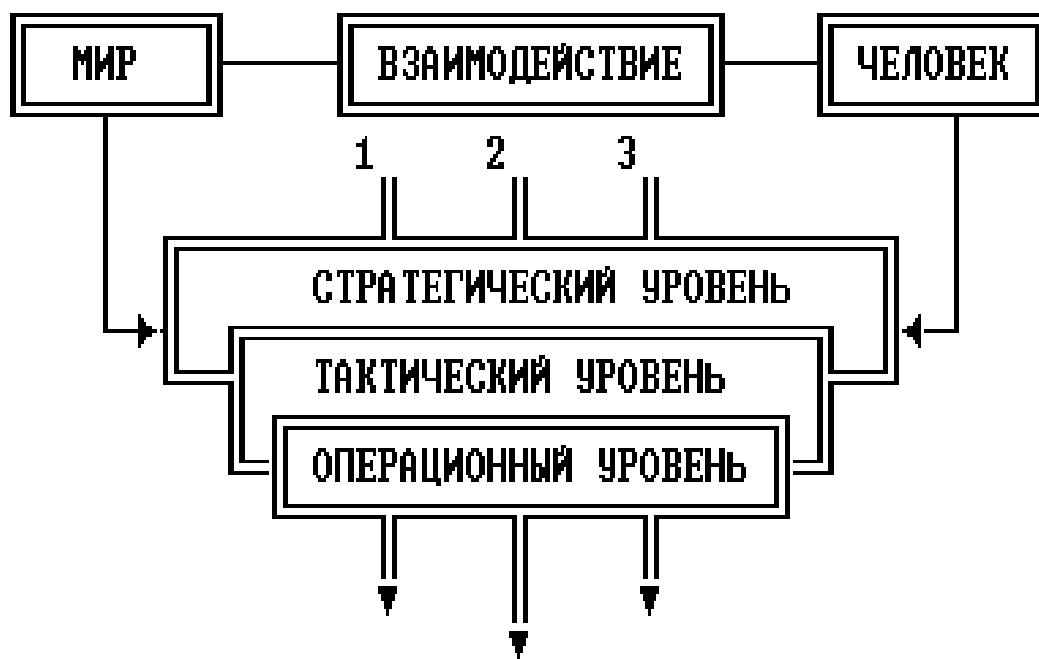 МИР ВЗАИМОДЕЙСТВИЕ ЧЕЛОВЕК
1 2 3
СТРАТЕГИЧЕСКИЙ УРОВЕНЬ
ТАКТИЧЕСКИЙ УРОВЕНЬ
ОПЕРАЦИОННЫЙ УРОВЕНЬ